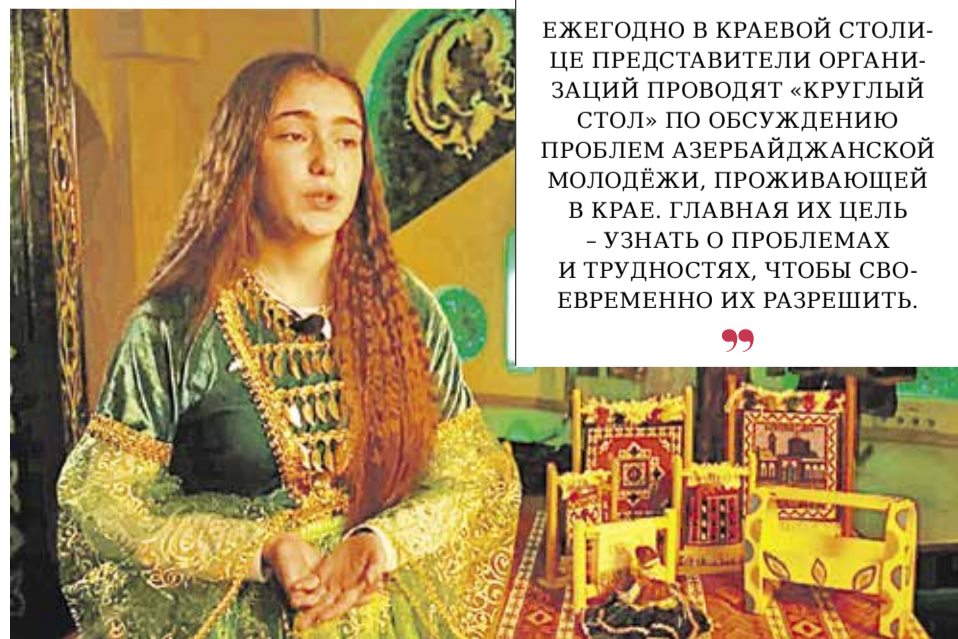 ЕЖЕГОДНО В КРАЕВОЙ СТОЛИ-
ЦЕ ПРЕДСТАВИТЕЛИ ОРГАНИ-
ЗАЦИЙ ПРОВОДЯТ «КРУГЛЫЙ
СТОЛ» ПО ОБСУЖДЕНИЮ
ПРОБЛЕМ АЗЕРБАЙДЖАНСКОЙ
МОЛОДЁЖИ, ПРОЖИВАЮЩЕЙ
В КРАЕ. ГЛАВНАЯ ИХ ЦЕЛЬ
– УЗНАТЬ О ПРОБЛЕМАХ
И ТРУДНОСТЯХ, ЧТОБЫ СВО-
ЕВРЕМЕННО ИХ РАЗРЕШИТЬ.
❞